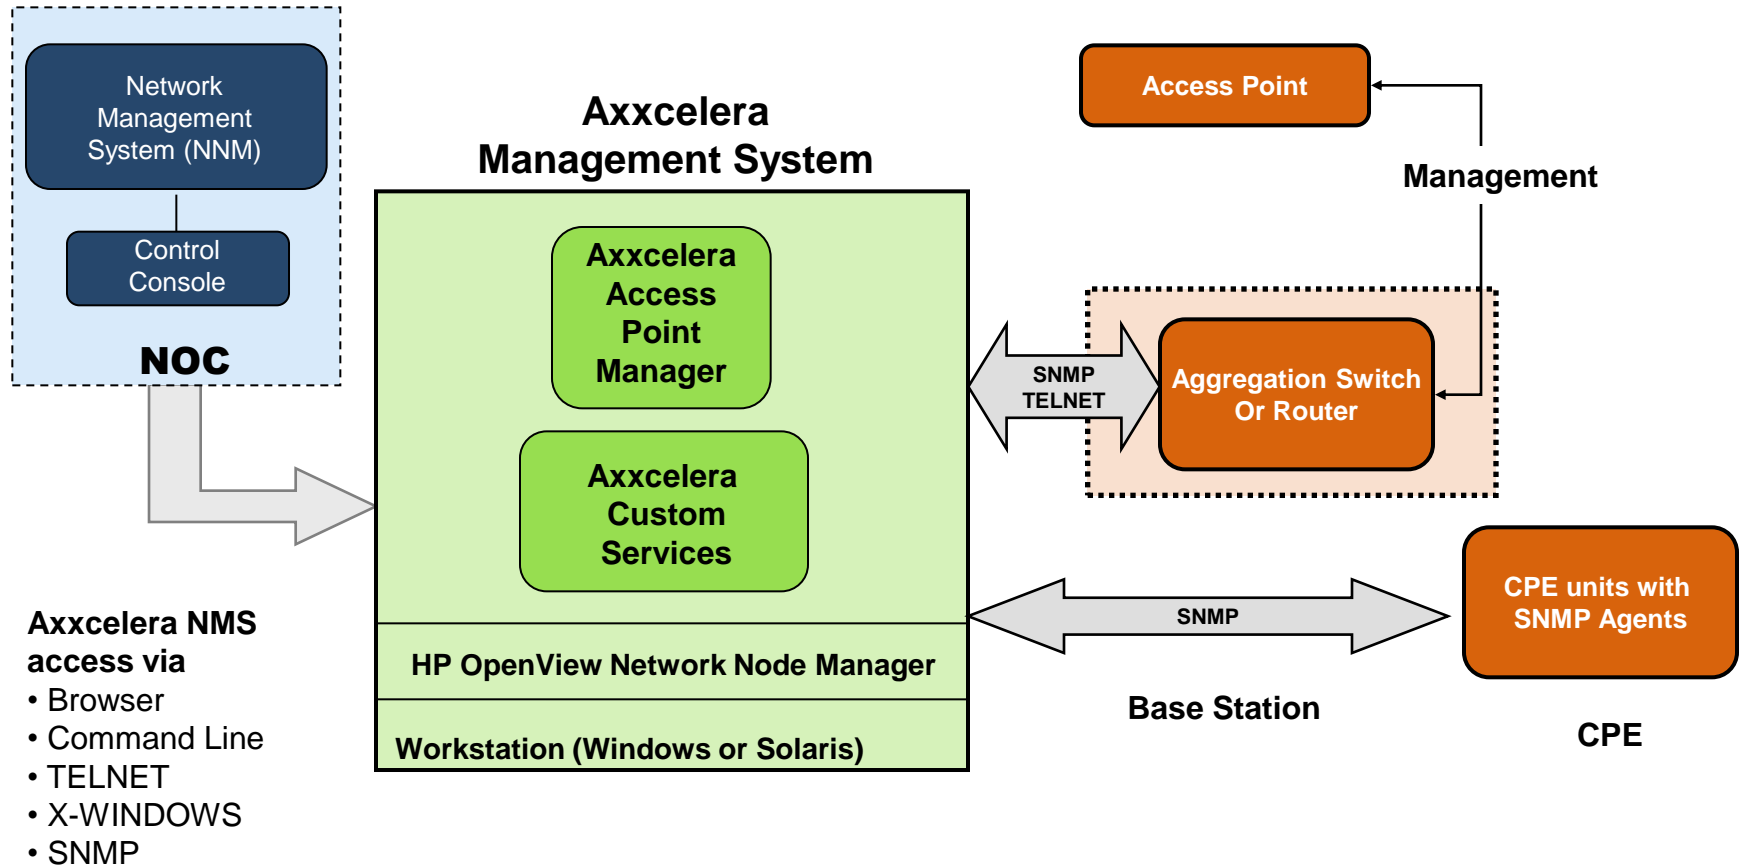 Network
Management
System (NNM)
Control
Console
NOC
Axxcelera NMS
access via
• Browser
• Command Line
• TELNET
• X-WINDOWS
• SNMP
Axxcelera
Management System
Axxcelera
Access
Point
Manager
Axxcelera
Custom
Services
HP OpenView Network Node Manager
Workstation (Windows or Solaris)
Access Point
Management
SNMP
TELNET
Aggregation Switch
Or Router
SNMP
Base Station
CPE units with
SNMP Agents
CPE